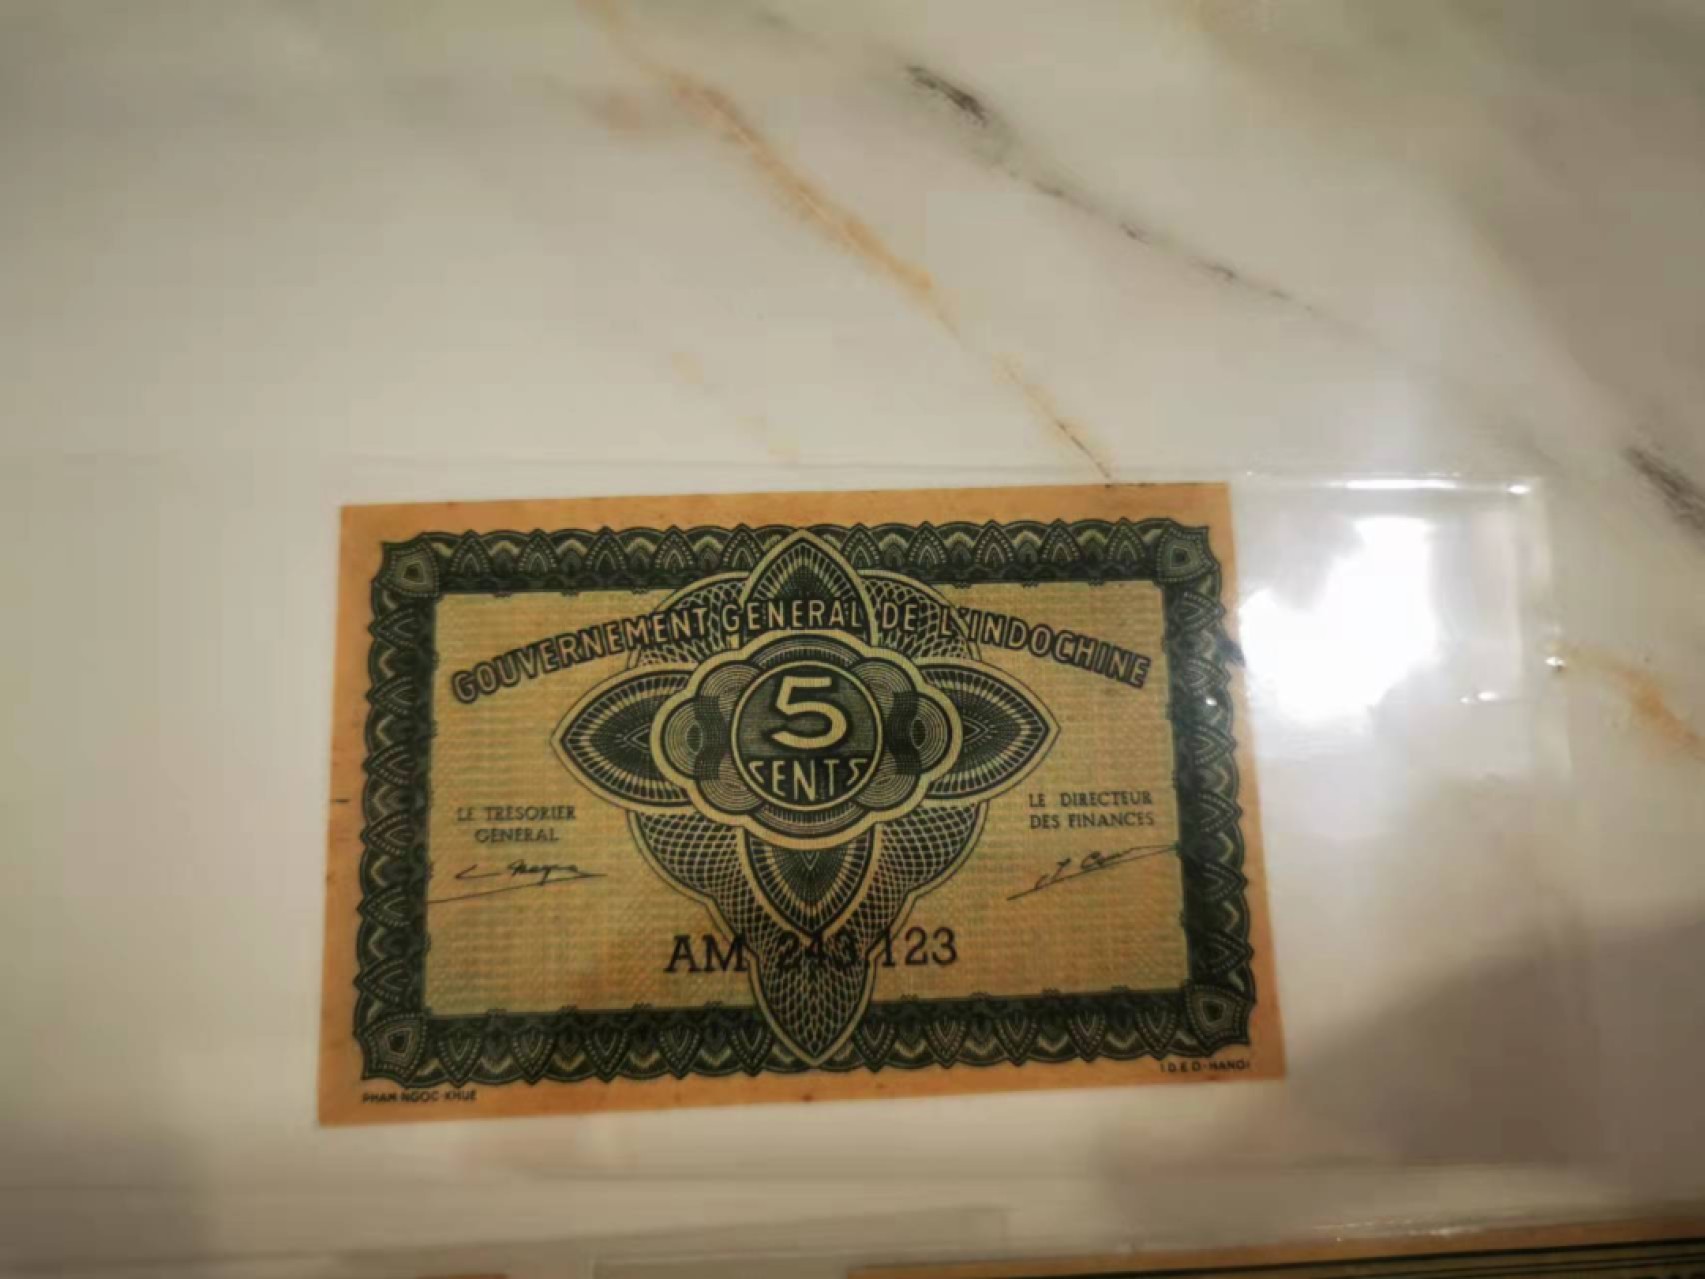 GOUVERNEMENT GENERAL DE L'INDOCHINE
5
CENTS
LE TRESORIER
GENERAL
LE DIRECTEUR
DES FINANCES
AM 243,123
PHAM NGOC-KHUE
I.D.E.O-HANOI